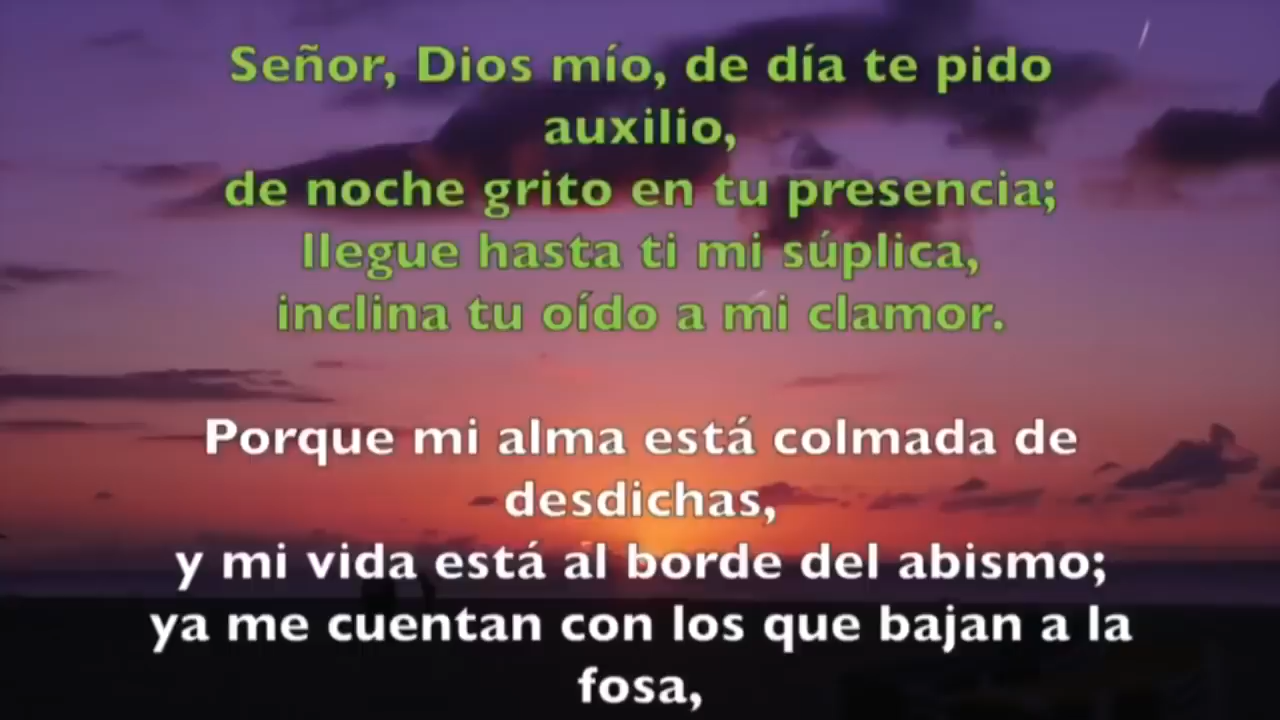 Señor, Dios mío, de día te pido
auxilio,
de noche grito en tu presencia;
llegue hasta ti mi súplica,
inclina tu oído a mi clamor.
Porque mi alma está colmada de
desdichas,
y mi vida está al borde del abismo;
ya me cuentan con los que bajan a la
fosa,